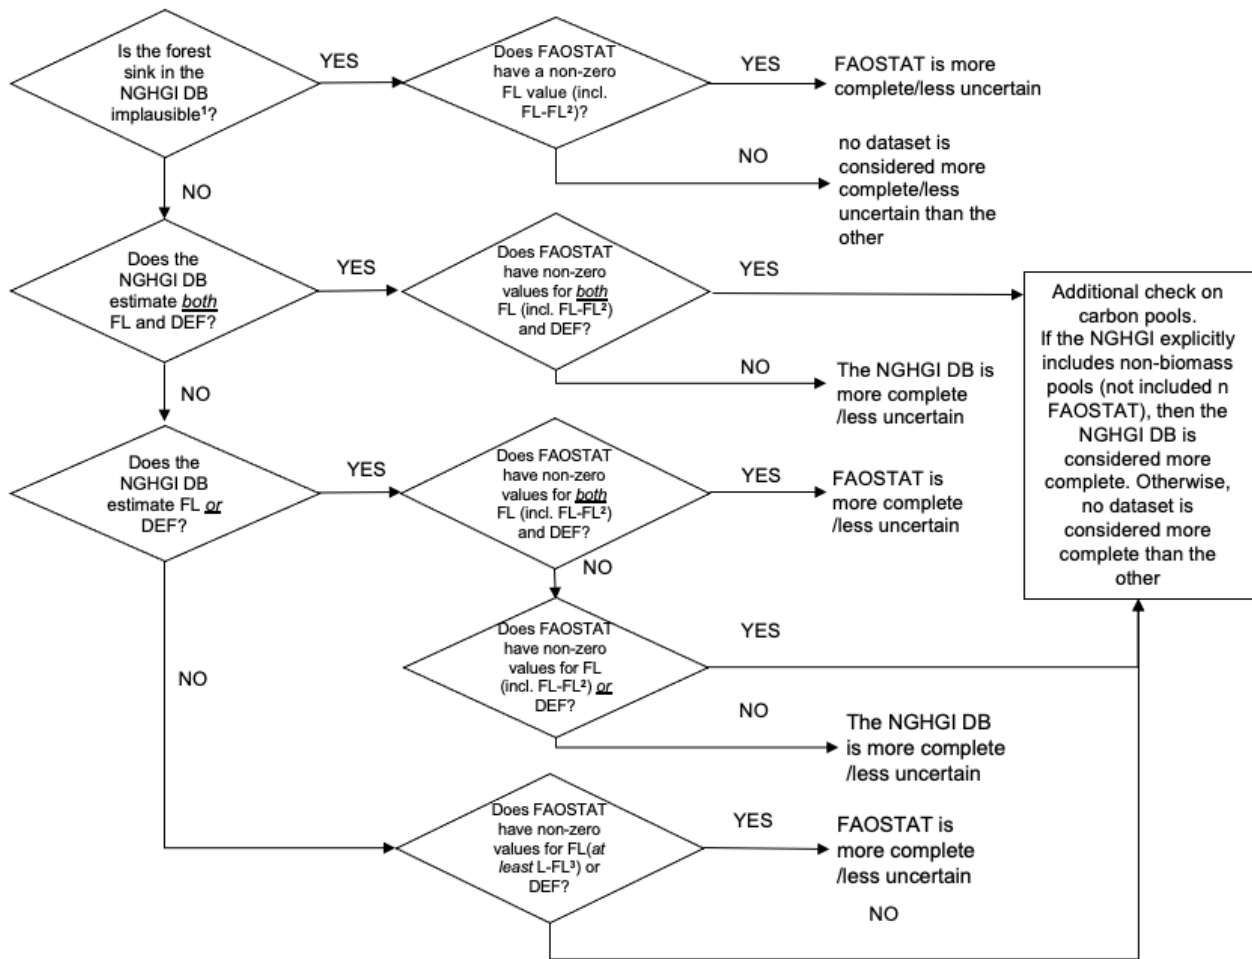 Is the forest
sink in the
NGHGI DB
implausible¹?
YES
Does FAOSTAT
have a non-zero
FL value (incl.
FL-FL²)?
YES
FAOSTAT is more
complete/less uncertain
NO
no dataset is
considered more
complete/less
uncertain than the
other
NO
Does the
NGHGI DB
estimate both
FL and DEF?
YES
Does FAOSTAT
have non-zero
values for both
FL (incl. FL-FL²)
and DEF?
YES
Additional check on
carbon pools.
If the NGHGI explicitly
includes non-biomass
pools (not included n
FAOSTAT), then the
NGHGI DB is
considered more
complete. Otherwise,
no dataset is
considered more
complete than the
other
NO
The NGHGI DB is
more complete
/less uncertain
NO
Does the
NGHGI DB
estimate FL or
DEF?
YES
Does FAOSTAT
have non-zero
values for both
FL (incl. FL-FL²)
and DEF?
YES
FAOSTAT is
more complete
/less uncertain
NO
Does FAOSTAT
have non-zero
values for FL
(incl. FL-FL²) or
DEF?
YES
NO
The NGHGI DB
is more complete
/less uncertain
NO
Does FAOSTAT
have non-zero
values for FL(at
least L-FL³) or
DEF?
YES
FAOSTAT is
more complete
/less uncertain
NO